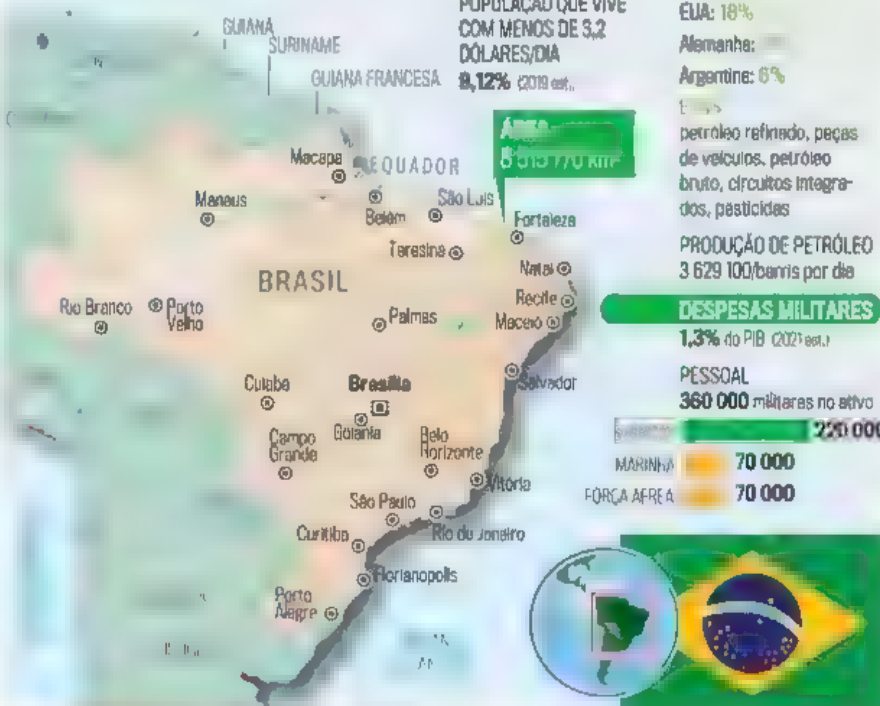 GUIANA
SURINAME
GUIANA FRANCESA
POPULAÇÃO QUE VIVE
COM MENOS DE 3,2
DÓLARES/DIA
9,12% (2019 est.
EUA: 18%
Alemanha:
Argentina: 6%
petróleo refinado, peças
de veículos, petróleo
bruto, circuitos integra-
dos, pesticidas
PRODUÇÃO DE PETRÓLEO
3 629 100/barris por dia
DESPESAS MILITARES
1,3% do PIB (2021 est.)
PESSOAL
360 000 militares no ativo
220 000
MARINHA 70 000
FORÇA AÉREA 70 000
ÁREA
8 515 770 km²
EQUADOR
Macapá
Manaus
Belém
São Luís
Fortaleza
Teresina
Natal
BRASIL
Recife
Rio Branco
Porto
Velho
Palmas
Maceió
Salvador
Cuiabá
Brasília
Goiânia
Campo
Grande
Belo
Horizonte
Vitória
São Paulo
Rio de Janeiro
Curitiba
Florianópolis
Porto
Alegre